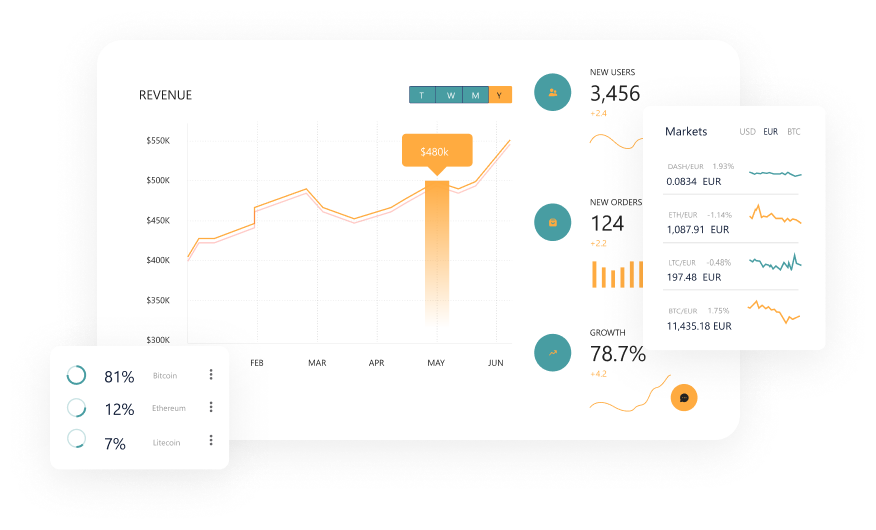 REVENUE
T W M Y
$550K
$500K
$450K
$400K
$350K
$300K
$480k
FEB MAR APR MAY JUN
NEW USERS
3,456
+2.4
NEW ORDERS
124
+2.2
GROWTH
78.7%
+4.2
Markets USD EUR BTC
DASH/EUR 1.93%
0.0834 EUR
ETH/EUR -1.14%
1,087.91 EUR
LTC/EUR -0.48%
197.48 EUR
BTC/EUR 1.75%
11,435.18 EUR
81% Bitcoin
12% Ethereum
7% Litecoin